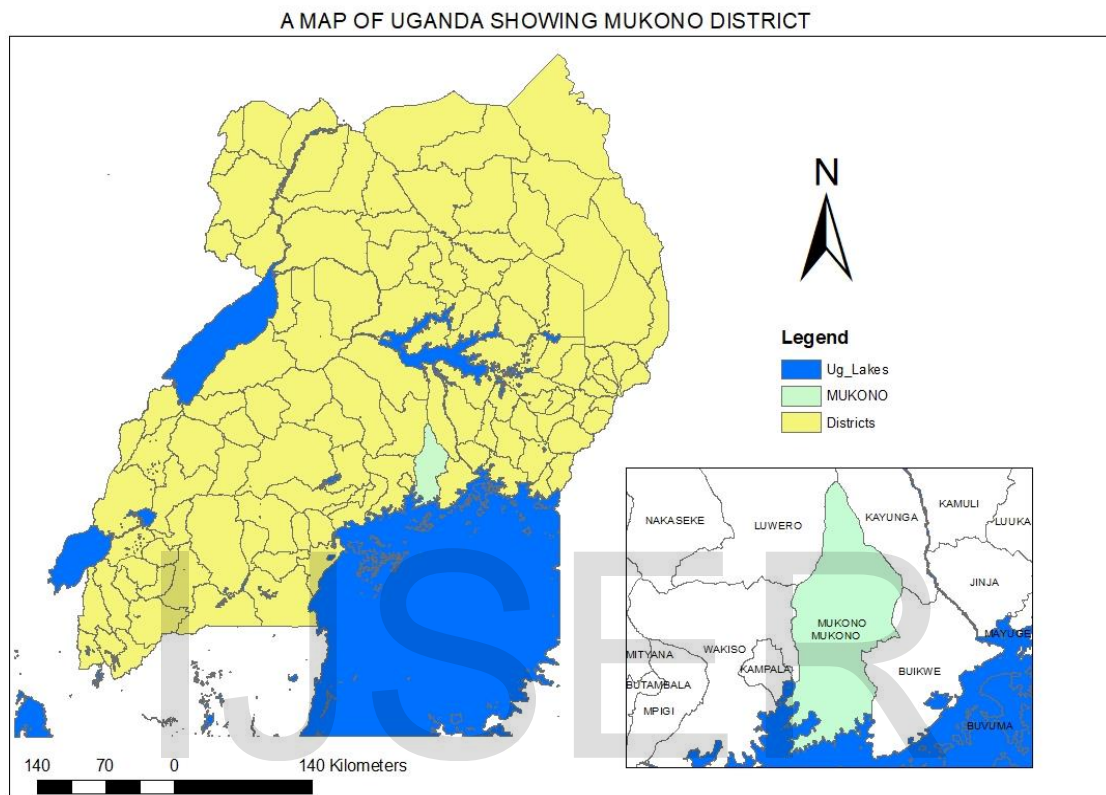 A MAP OF UGANDA SHOWING MUKONO DISTRICT
N
Legend
Ug_Lakes
MUKONO
Districts
NAKASEKE
LUWERO
KAYUNGA
KAMULI
LUUKA
JINJA
MUKONO
MUKONO
MAYUGE
MITYANA
WAKISO
KAMPALA
BUIKWE
BUTAMBALA
MPIGI
BUVUMA
IJSER
140 70 0 140 Kilometers